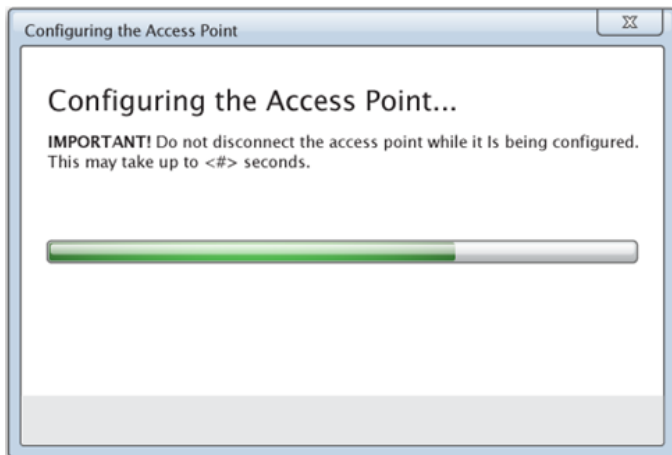 Configuring the Access Point
X
Configuring the Access Point...
IMPORTANT! Do not disconnect the access point while it Is being configured.
This may take up to <#> seconds.